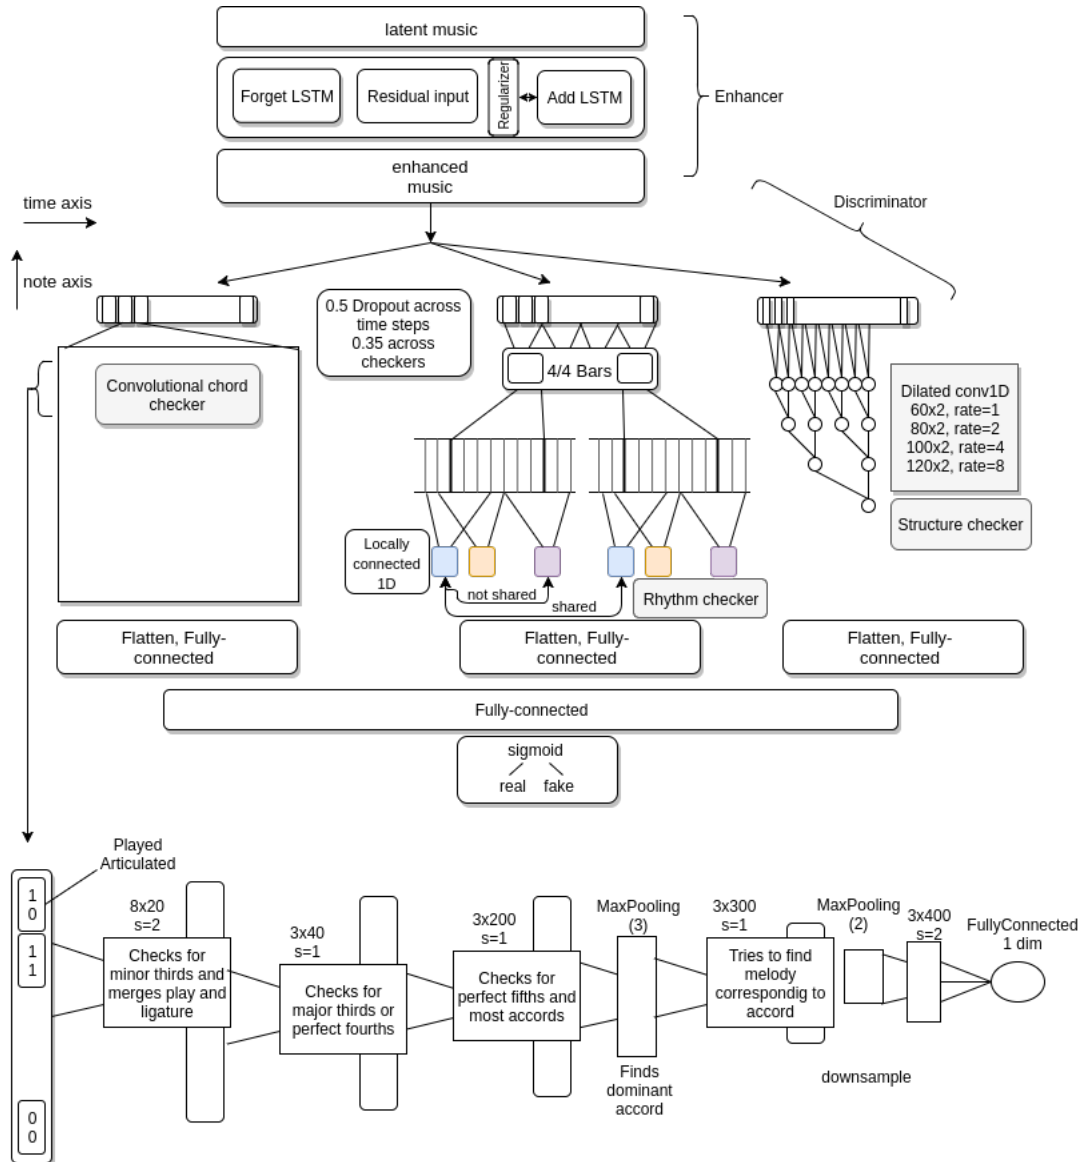 latent music
Forget LSTM
Residual input
Regularizer
Add LSTM
Enhancer
enhanced
music
time axis
note axis
Discriminator
0.5 Dropout across
time steps
0.35 across
checkers
4/4 Bars
Convolutional chord
checker
Dilated conv1D
60x2, rate=1
80x2, rate=2
100x4, rate=4
120x2, rate=8
Structure checker
Locally
connected
1D
not shared
shared
Rhythm checker
Flatten, Fully-
connected
Flatten, Fully-
connected
Flatten, Fully-
connected
Fully-connected
sigmoid
real fake
Played
Articulated
1
0
1
1
0
0
8x20
s=2
Checks for
minor thirds and
merges play and
ligature
3x40
s=1
Checks for
major thirds or
perfect fourths
3x200
s=1
Checks for
perfect fifths and
most accords
MaxPooling
(3)
Finds
dominant
accord
3x300
s=1
Tries to find
melody
correspondig to
accord
MaxPooling
(2)
downsample
3x400
s=2
FullyConnected
1 dim